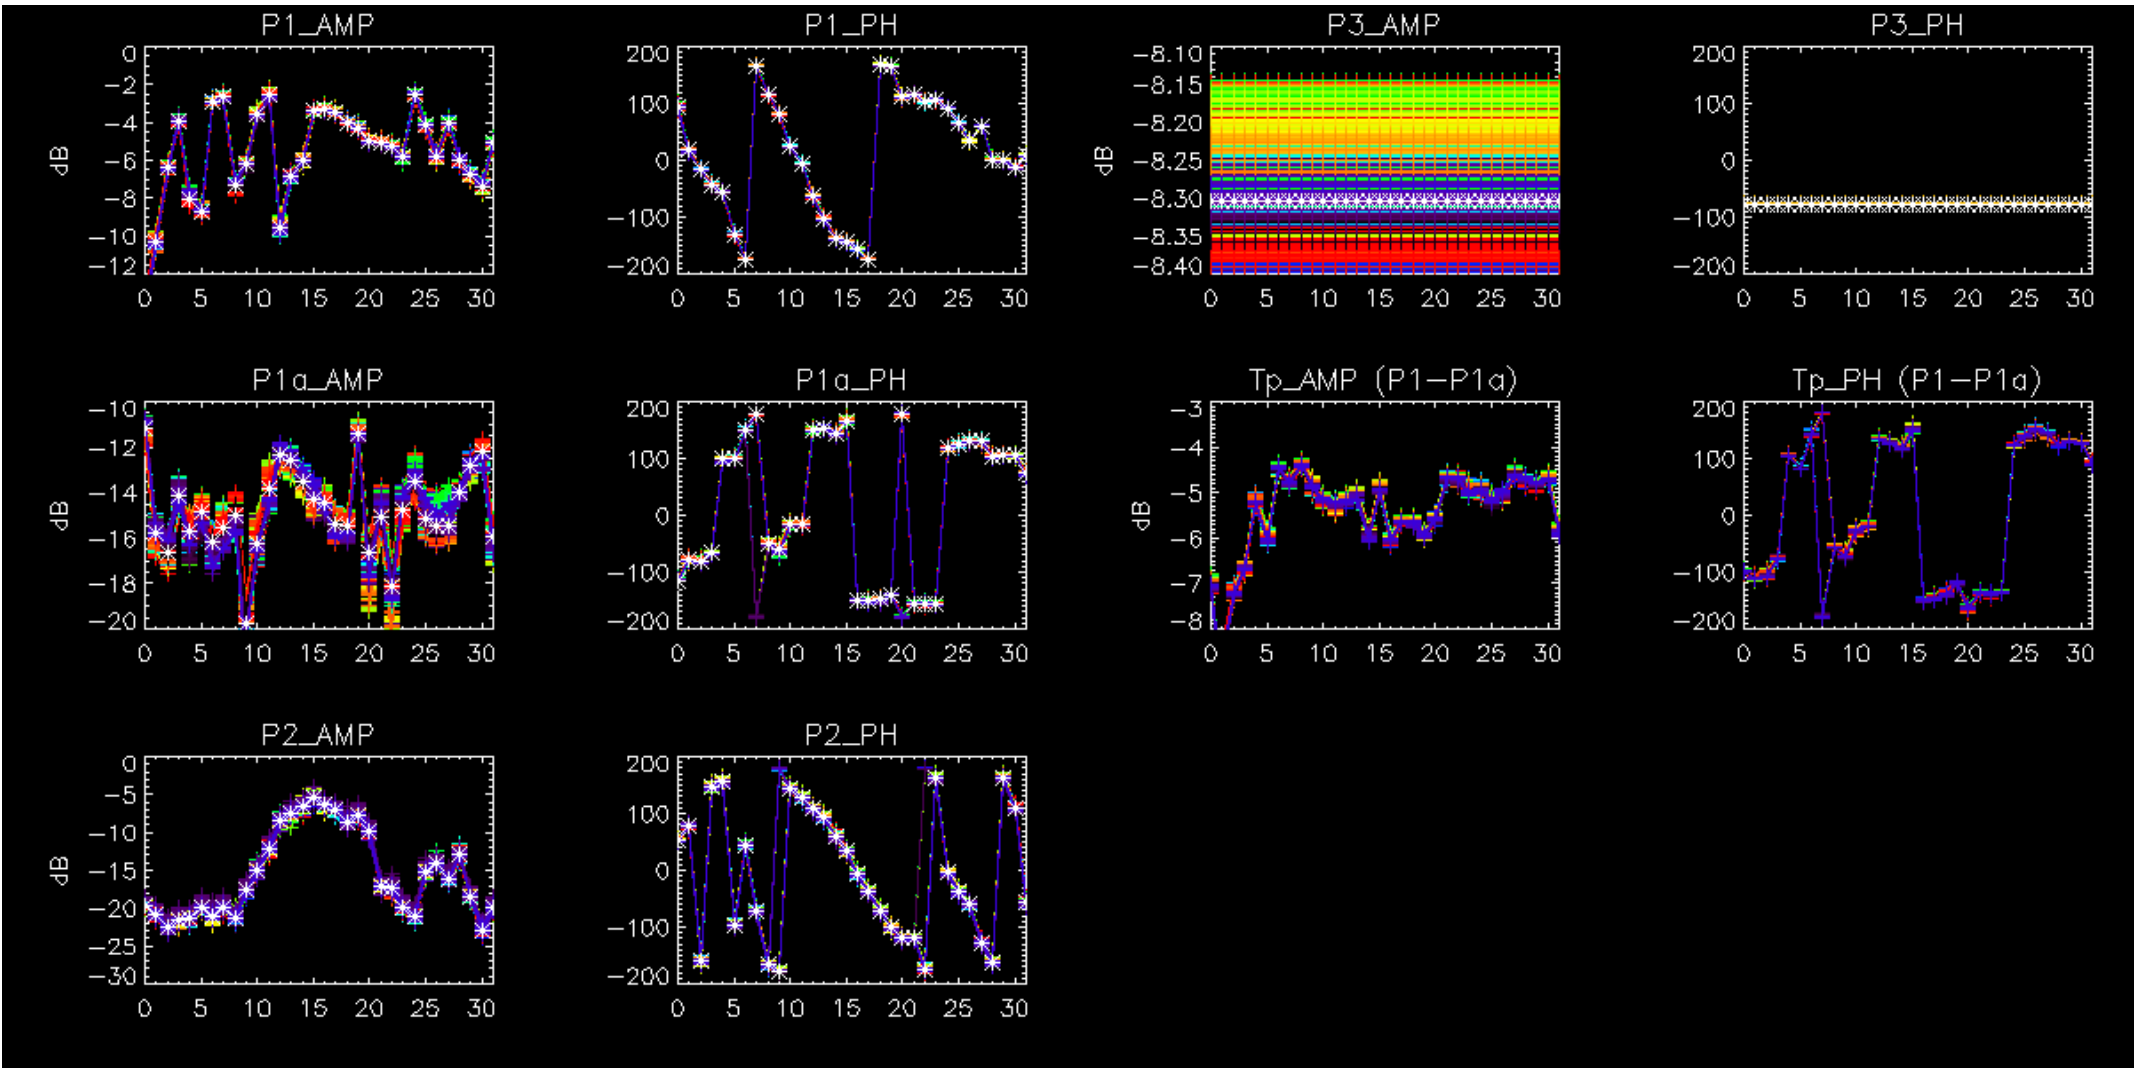 P1_AMP
P1_PH
P3_AMP
P3_PH
dB
0
−2
−4
−6
−8
−10
−12
0 5 10 15 20 25 30
200
100
0
−100
−200
0 5 10 15 20 25 30
dB
−8.10
−8.15
−8.20
−8.25
−8.30
−8.35
−8.40
0 5 10 15 20 25 30
200
100
0
−100
−200
0 5 10 15 20 25 30
P1a_AMP
P1a_PH
Tp_AMP (P1−P1a)
Tp_PH (P1−P1a)
dB
−10
−12
−14
−16
−18
−20
0 5 10 15 20 25 30
200
100
0
−100
−200
0 5 10 15 20 25 30
dB
−3
−4
−5
−6
−7
−8
0 5 10 15 20 25 30
200
100
0
−100
−200
0 5 10 15 20 25 30
P2_AMP
P2_PH
dB
0
−5
−10
−15
−20
−25
−30
0 5 10 15 20 25 30
200
100
0
−100
−200
0 5 10 15 20 25 30